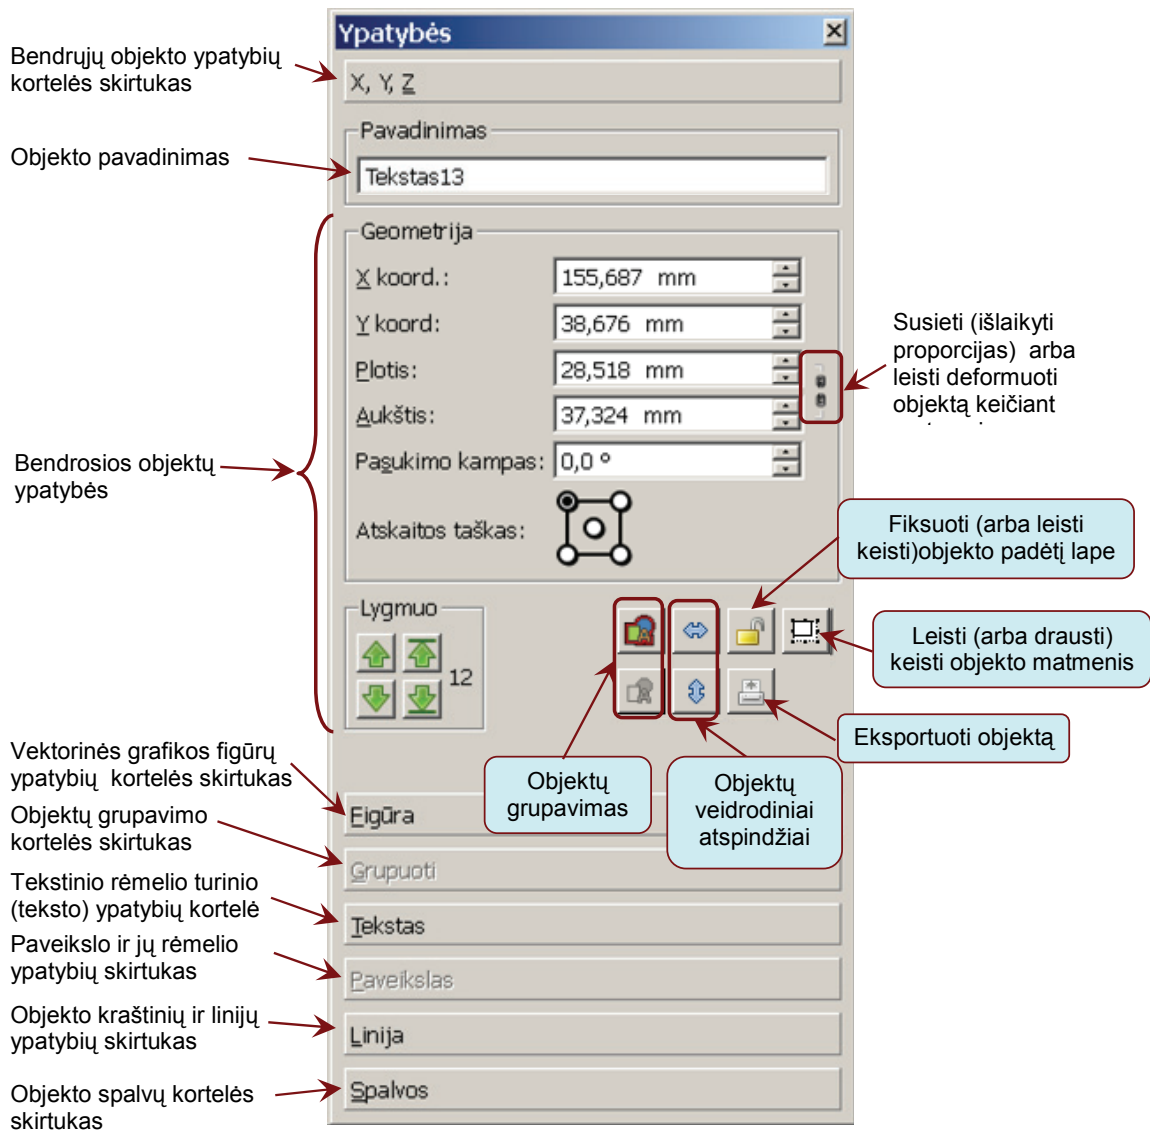 Ypatybės
Bendrųjų objekto ypatybių
kortelės skirtukas
X, Y, Z
Pavadinimas
Objekto pavadinimas
Tekstas13
Geometrija
X koord.:
155,687 mm
Y koord:
38,676 mm
Plotis:
28,518 mm
Aukštis:
37,324 mm
Pasukimo kampas:
0,0 º
Atskaitos taškas:
Susieti (išlaikyti
proporcijas) arba
leisti deformuoti
objektą keičiant
Bendrosios objektų
ypatybės
Fiksuoti (arba leisti
keisti)objekto padėtį lape
Lygmuo
12
Leisti (arba drausti)
keisti objekto matmenis
Eksportuoti objektą
Objektų
grupavimas
Objektų
veidrodiniai
atspindžiai
Vektorinės grafikos figūrų
ypatybių kortelės skirtukas
Figūra
Objektų grupavimo
kortelės skirtukas
Grupuoti
Tekstinio rėmelio turinio
(teksto) ypatybių kortelė
Tekstas
Paveikslo ir jų rėmelio
ypatybių skirtukas
Paveikslas
Objekto kraštinių ir linijų
ypatybių skirtukas
Linija
Objekto spalvų kortelės
skirtukas
Spalvos